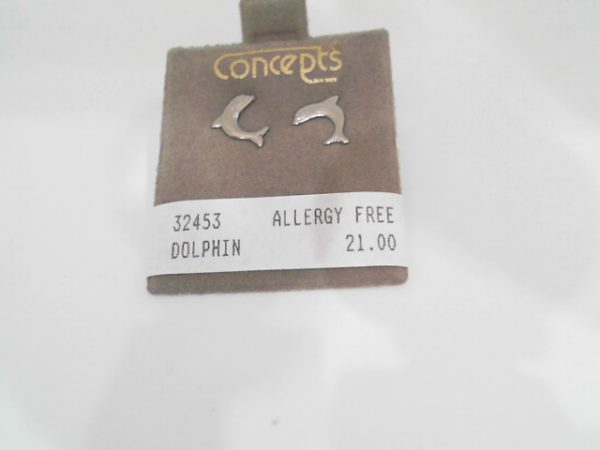 Concepts
32453 ALLERGY FREE
DOLPHIN 21.00